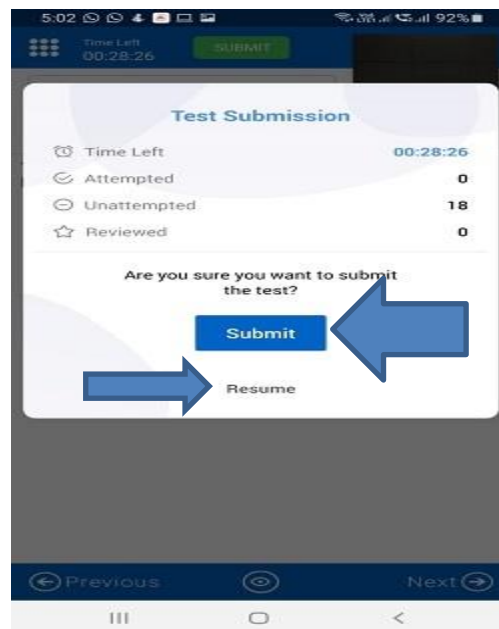 5:02 92%
Time Left
00:28:26
SUBMIT
Test Submission
Time Left 00:28:26
Attempted 0
Unattempted 18
Reviewed 0
Are you sure you want to submit
the test?
Submit
Resume
Previous Next